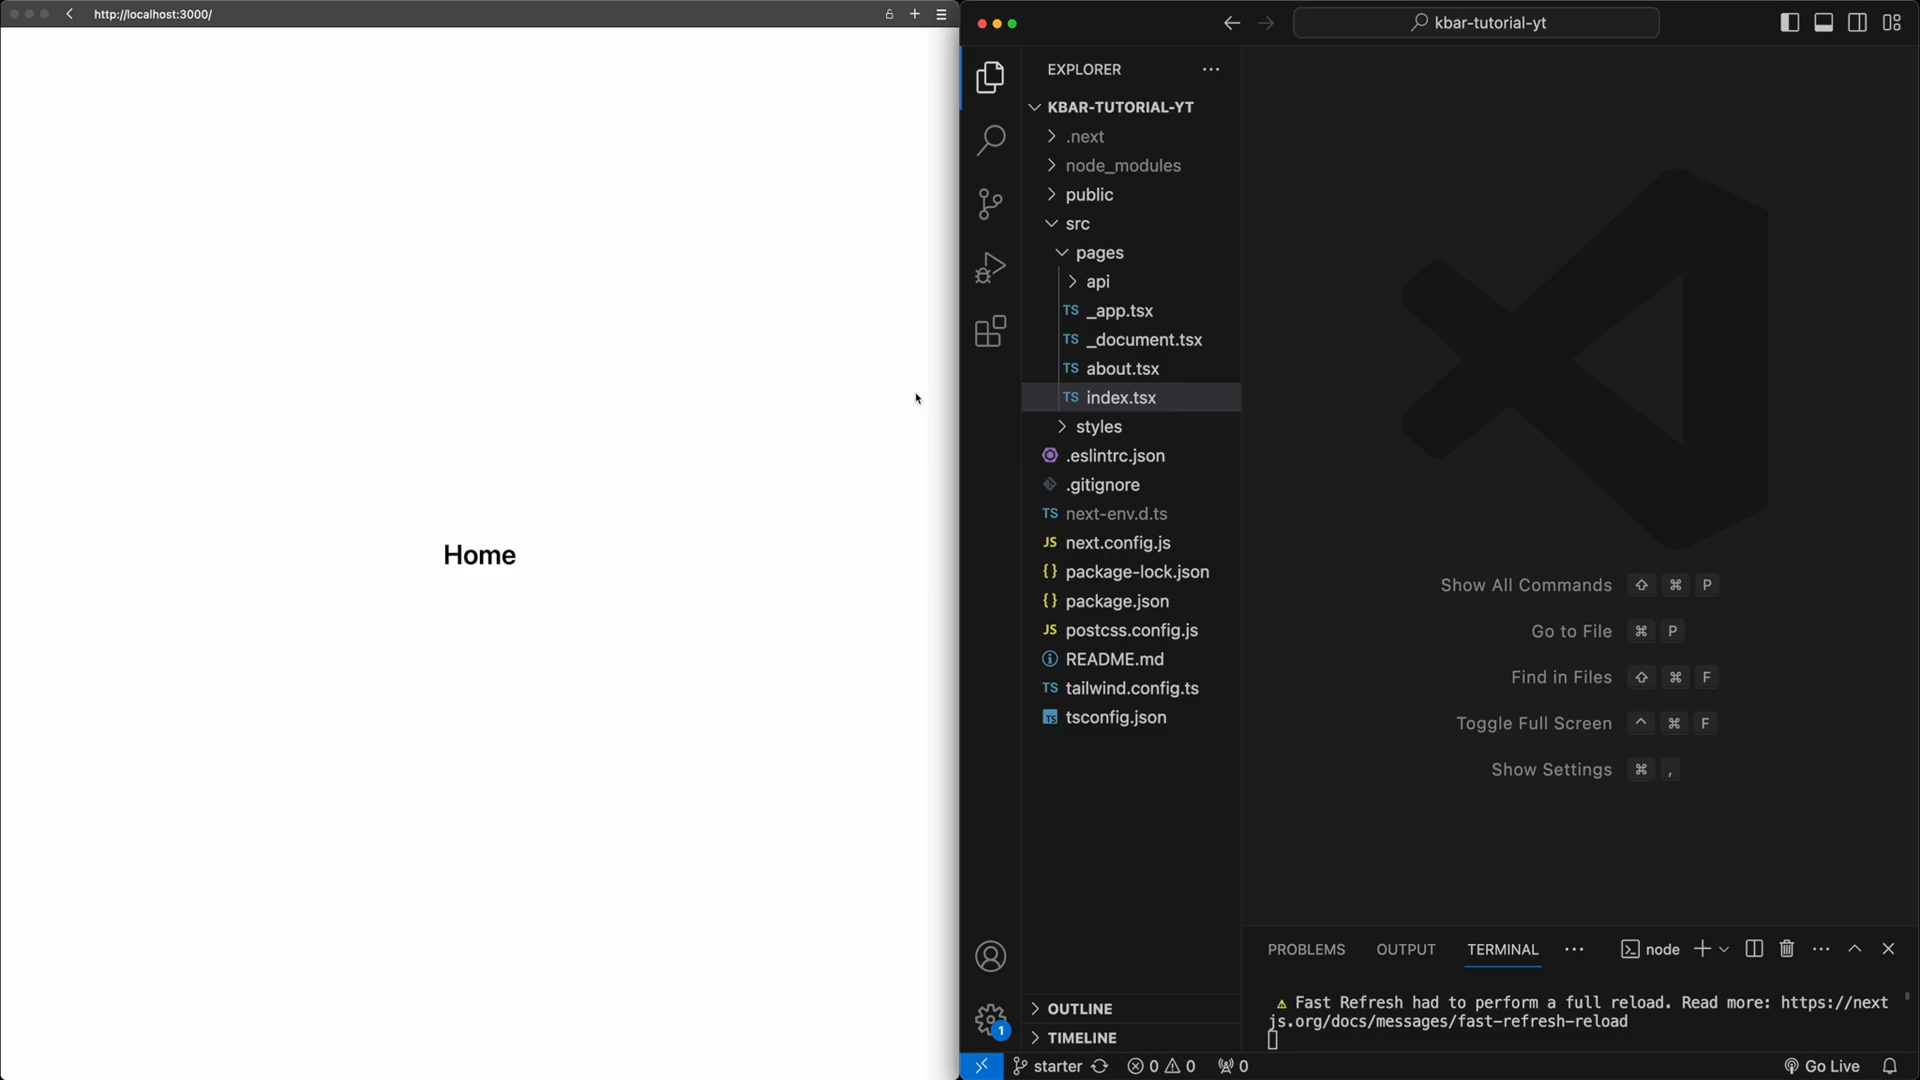 http://localhost:3000/
Home
kbar-tutorial-yt
EXPLORER
KBAR-TUTORIAL-YT
.next
node_modules
public
src
pages
api
TS _app.tsx
TS _document.tsx
TS about.tsx
TS index.tsx
styles
.eslintrc.json
.gitignore
TS next-env.d.ts
JS next.config.js
{} package-lock.json
{} package.json
JS postcss.config.js
README.md
TS tailwind.config.ts
TS tsconfig.json
OUTLINE
TIMELINE
1
Show All Commands ⇧ ⌘ P
Go to File ⌘ P
Find in Files ⇧ ⌘ F
Toggle Full Screen ^ ⌘ F
Show Settings ⌘ ,
PROBLEMS OUTPUT TERMINAL ··· node
⚠ Fast Refresh had to perform a full reload. Read more: https://next
js.org/docs/messages/fast-refresh-reload
starter 0 0 0 Go Live